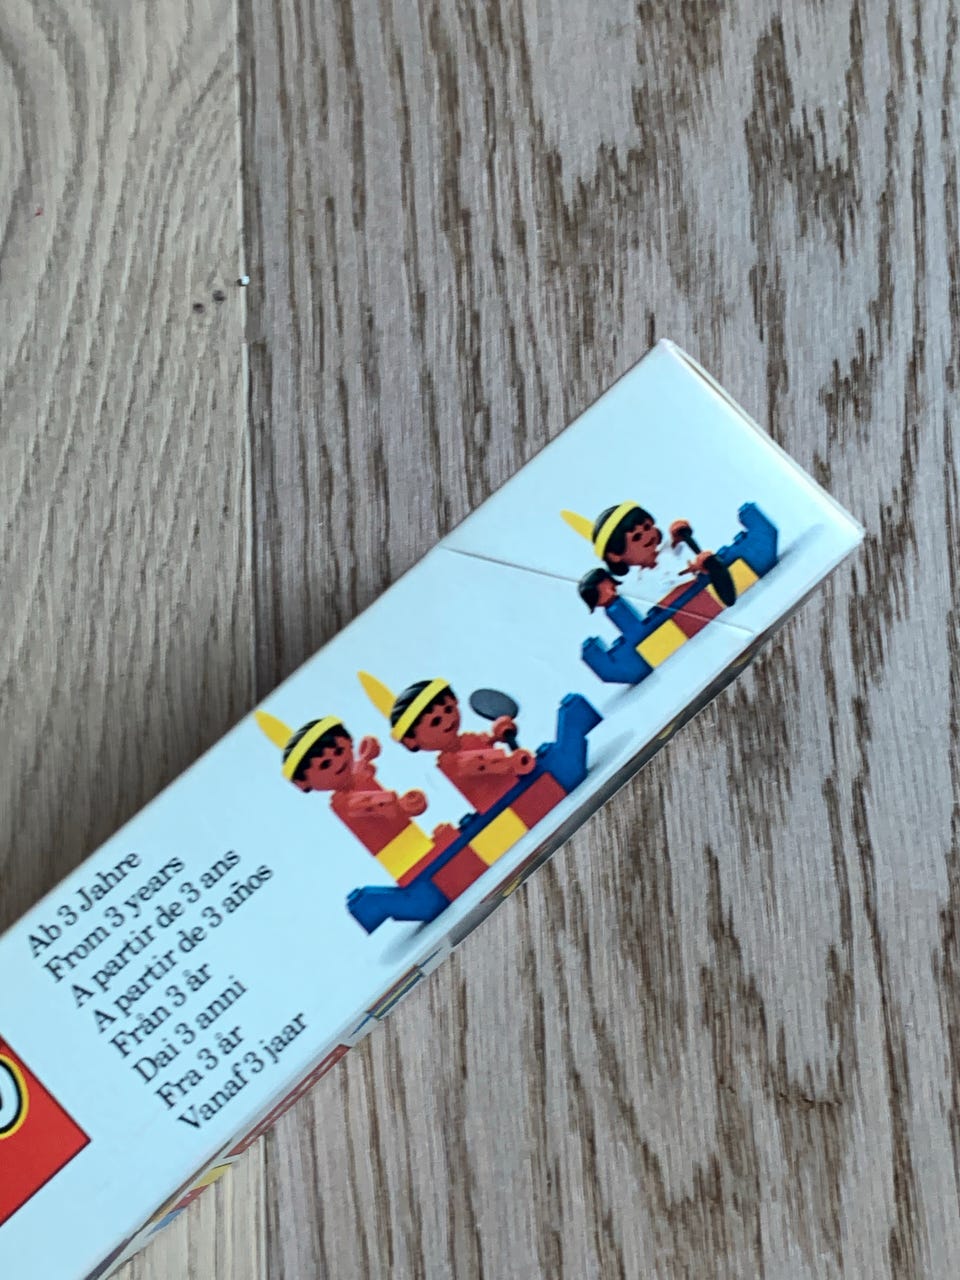 Ab 3 Jahre
From 3 years
A partir de 3 ans
A partir de 3 años
Från 3 år
Dai 3 anni
Fra 3 år
Vanaf 3 jaar